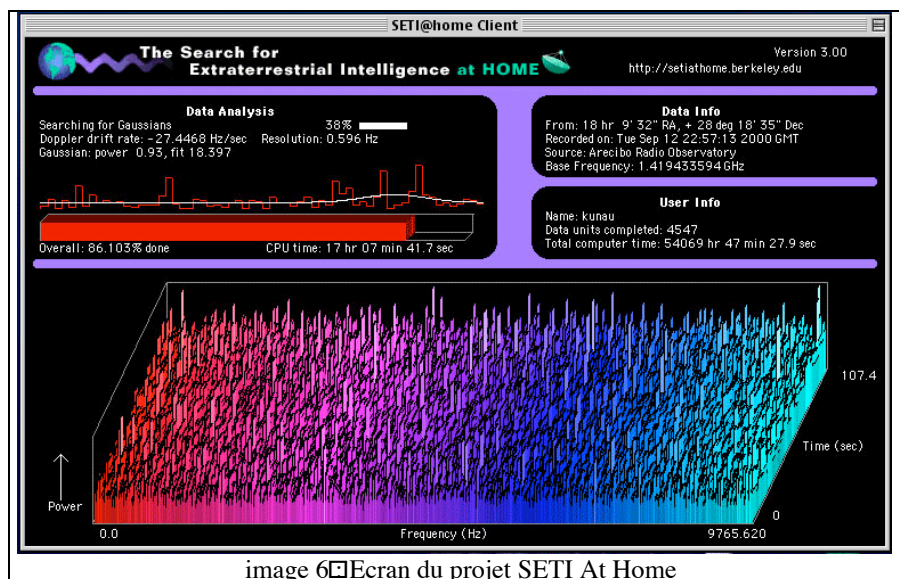 SETI@home Client
The Search for
Extraterrestrial Intelligence at HOME
Version 3.00
http://setiathome.berkeley.edu
Data Analysis
Searching for Gaussians 38%
Doppler drift rate: -27.4468 Hz/sec Resolution: 0.596 Hz
Gaussian: power 0.93, fit 18.397
Overall: 86.103% done CPU time: 17 hr 07 min 41.7 sec
Data Info
From: 18 hr 9' 32" RA, + 28 deg 18' 35" Dec
Recorded on: Tue Sep 12 22:57:13 2000 GMT
Source: Arecibo Radio Observatory
Base Frequency: 1.419433594 GHz
User Info
Name: kunau
Data units completed: 4547
Total computer time: 54069 hr 47 min 27.9 sec
107.4
Time (sec)
Power
0
0.0 Frequency (Hz) 9765.620
image 6⊡Ecran du projet SETI At Home